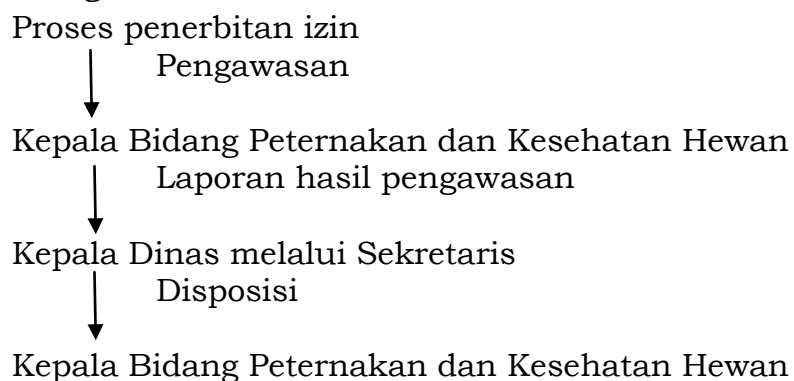 Proses penerbitan izin
Pengawasan
Kepala Bidang Peternakan dan Kesehatan Hewan
Laporan hasil pengawasan
Kepala Dinas melalui Sekretaris
Disposisi
Kepala Bidang Peternakan dan Kesehatan Hewan